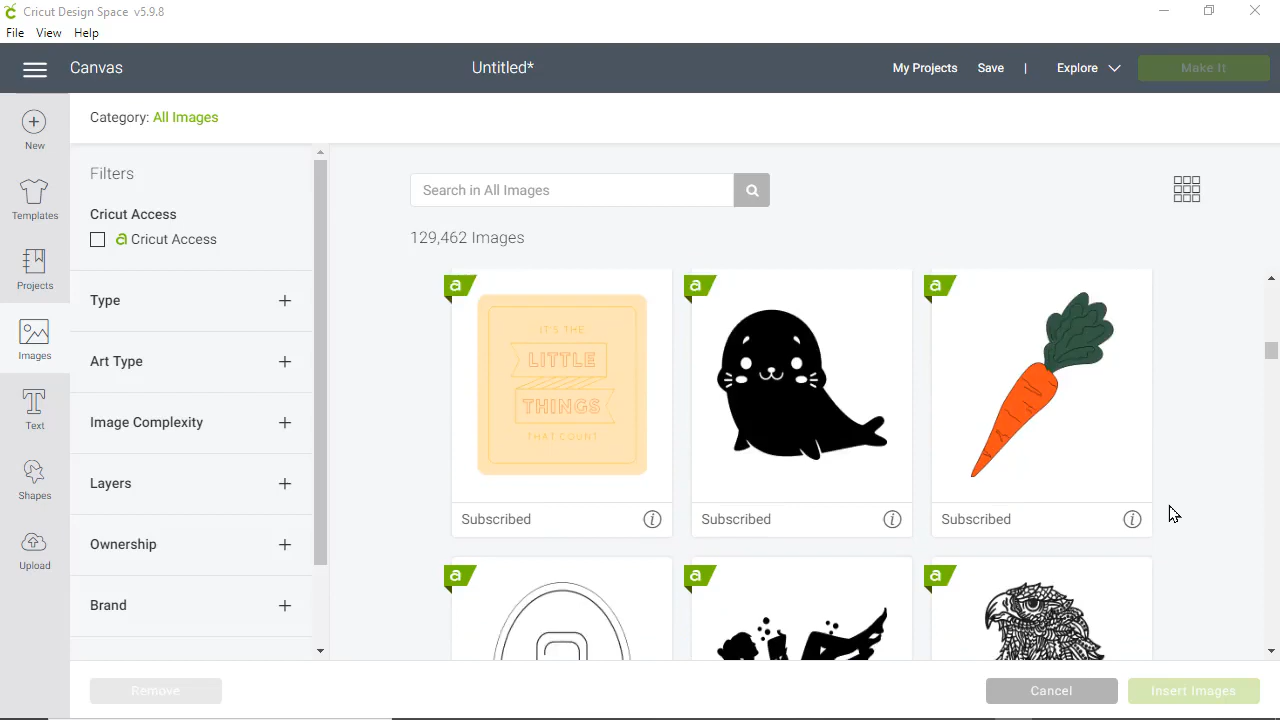 Cricut Design Space v5.9.8
File View Help
Canvas
Untitled*
My Projects Save | Explore Make It
New
Templates
Projects
Images
Text
Shapes
Upload
Category: All Images
Filters
Cricut Access
a Cricut Access
Type +
Art Type +
Image Complexity +
Layers +
Ownership +
Brand +
Search in All Images
129,462 Images
a
IT'S THE
LITTLE
THINGS
THAT COUNT
Subscribed
a
Subscribed
a
Subscribed
a
a
a
Remove
Cancel
Insert Images